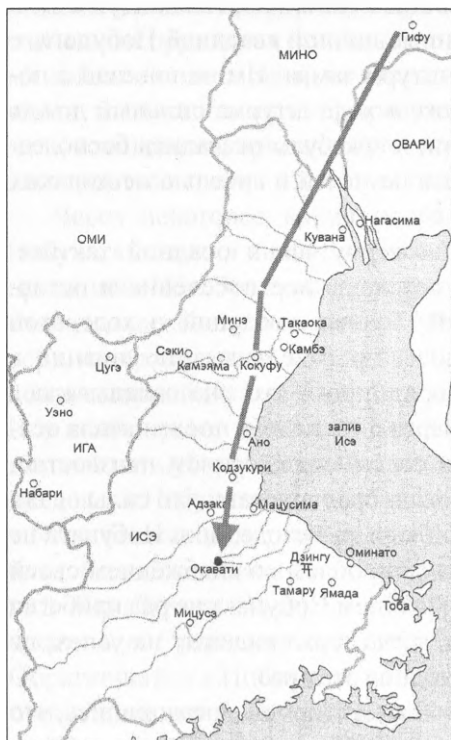 Гифу
МИНО
ОВАРИ
Нагасима
Кувана
ОМИ
Минэ
Такаока
Сэки
Камбэ
Цугэ
Камэяма
Кокуфу
Уэно
ИГА
Ано
залив
Исэ
Набари
Кодзукури
Адзака
Мацусима
ИСЭ
Дзингу
Оминато
Окавати
Тамару
Ямада
Тоба
Мицусэ